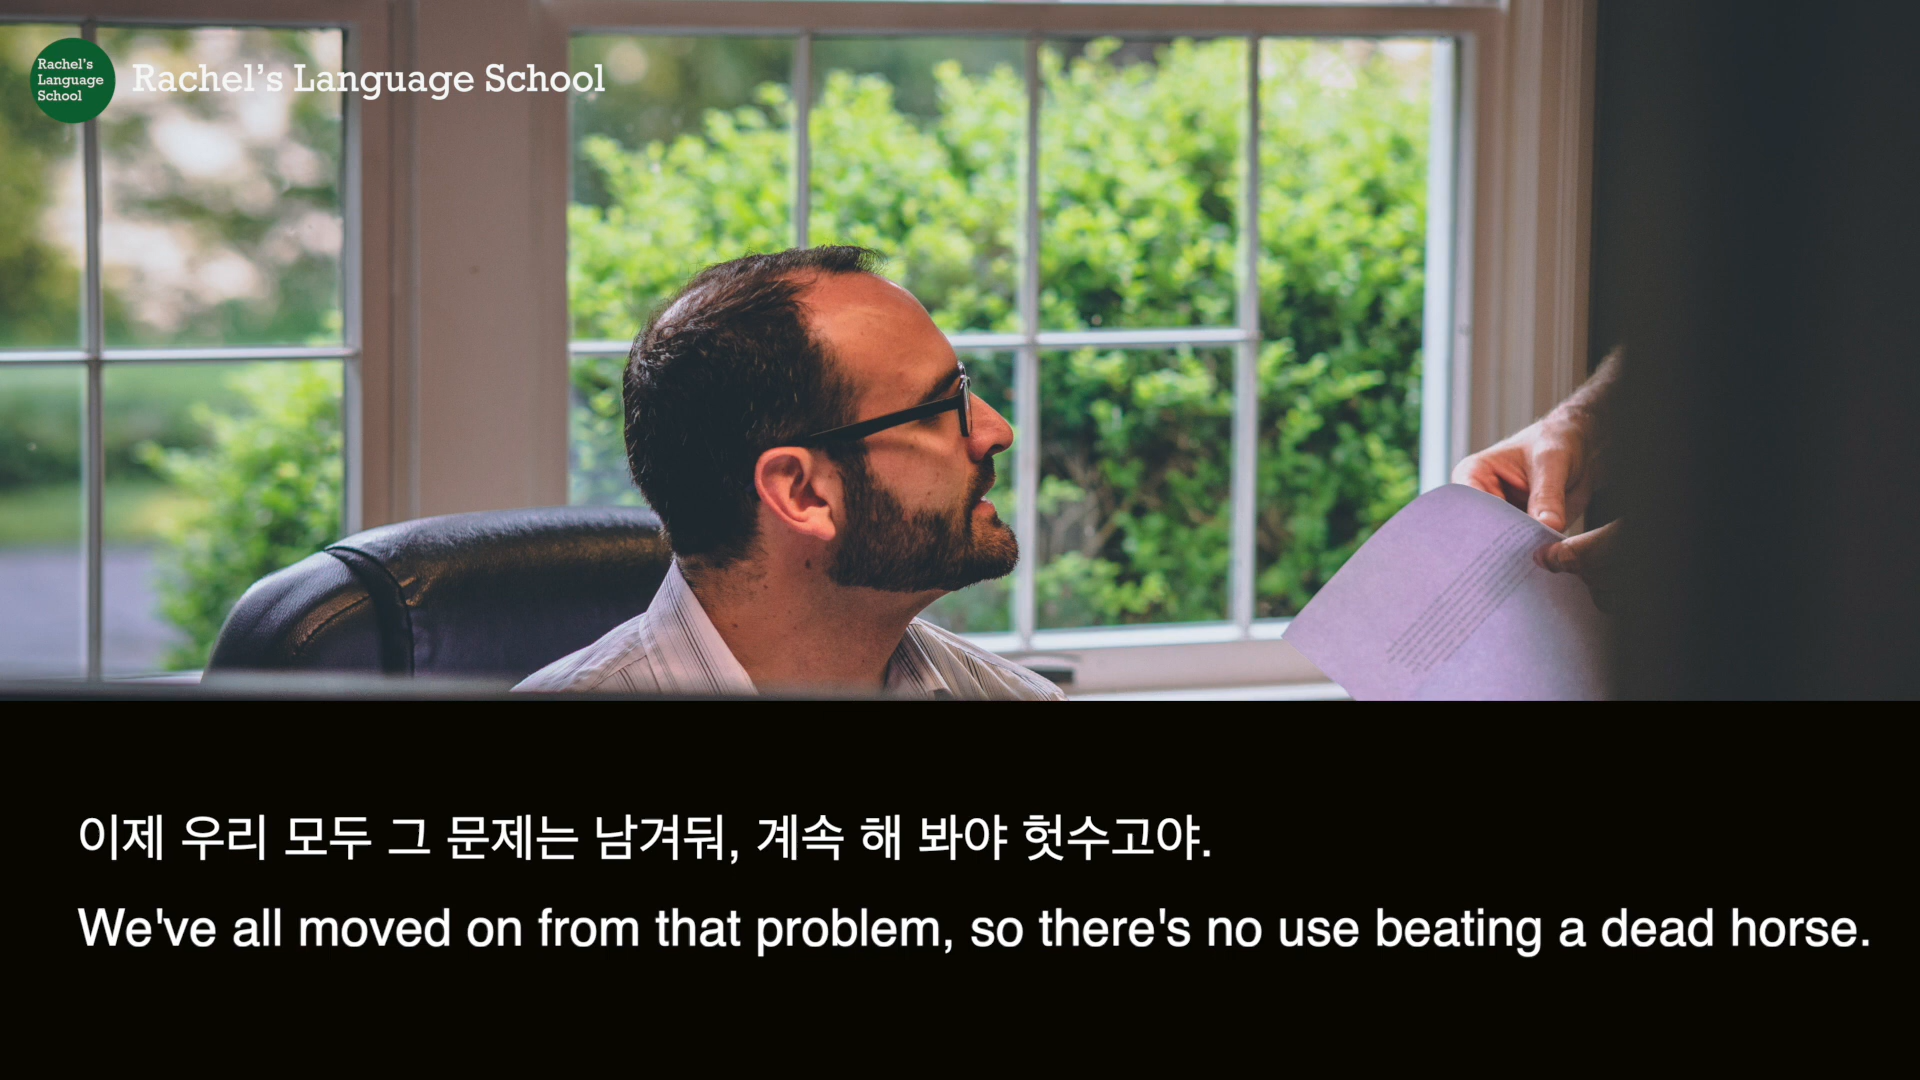 Rachel's
Language
School
Rachel's Language School
이제 우리 모두 그 문제는 남겨둬, 계속 해 봐야 헛수고야.
We've all moved on from that problem, so there's no use beating a dead horse.